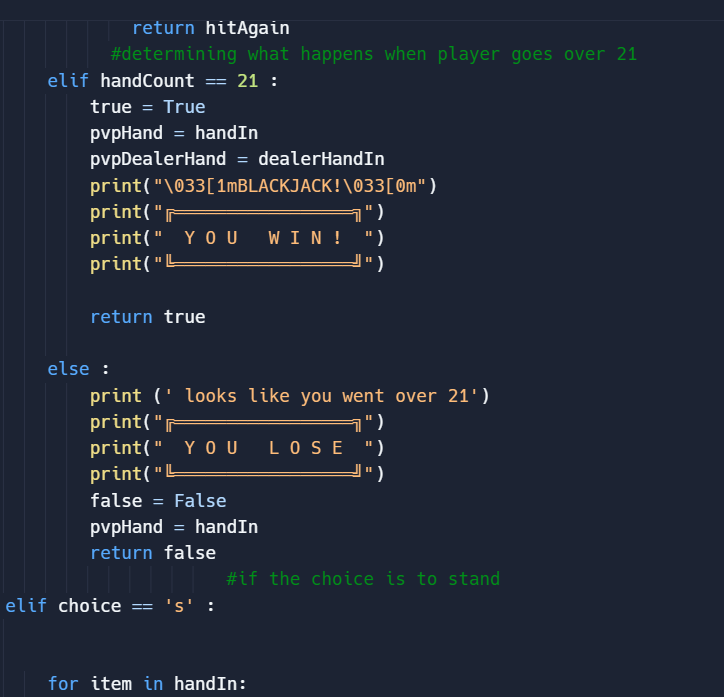 return hitAgain
#determining what happens when player goes over 21
elif handCount == 21 :
true = True
pvpHand = handIn
pvpDealerHand = dealerHandIn
print("\033[1mBLACKJACK!\033[0m")
print("╔═════════════════╗")
print("  Y O U   W I N !  ")
print("╚═════════════════╝")
return true
else :
print (' looks like you went over 21')
print("╔═════════════════╗")
print("  Y O U   L O S E  ")
print("╚═════════════════╝")
false = False
pvpHand = handIn
return false
#if the choice is to stand
elif choice == 's' :
for item in handIn: